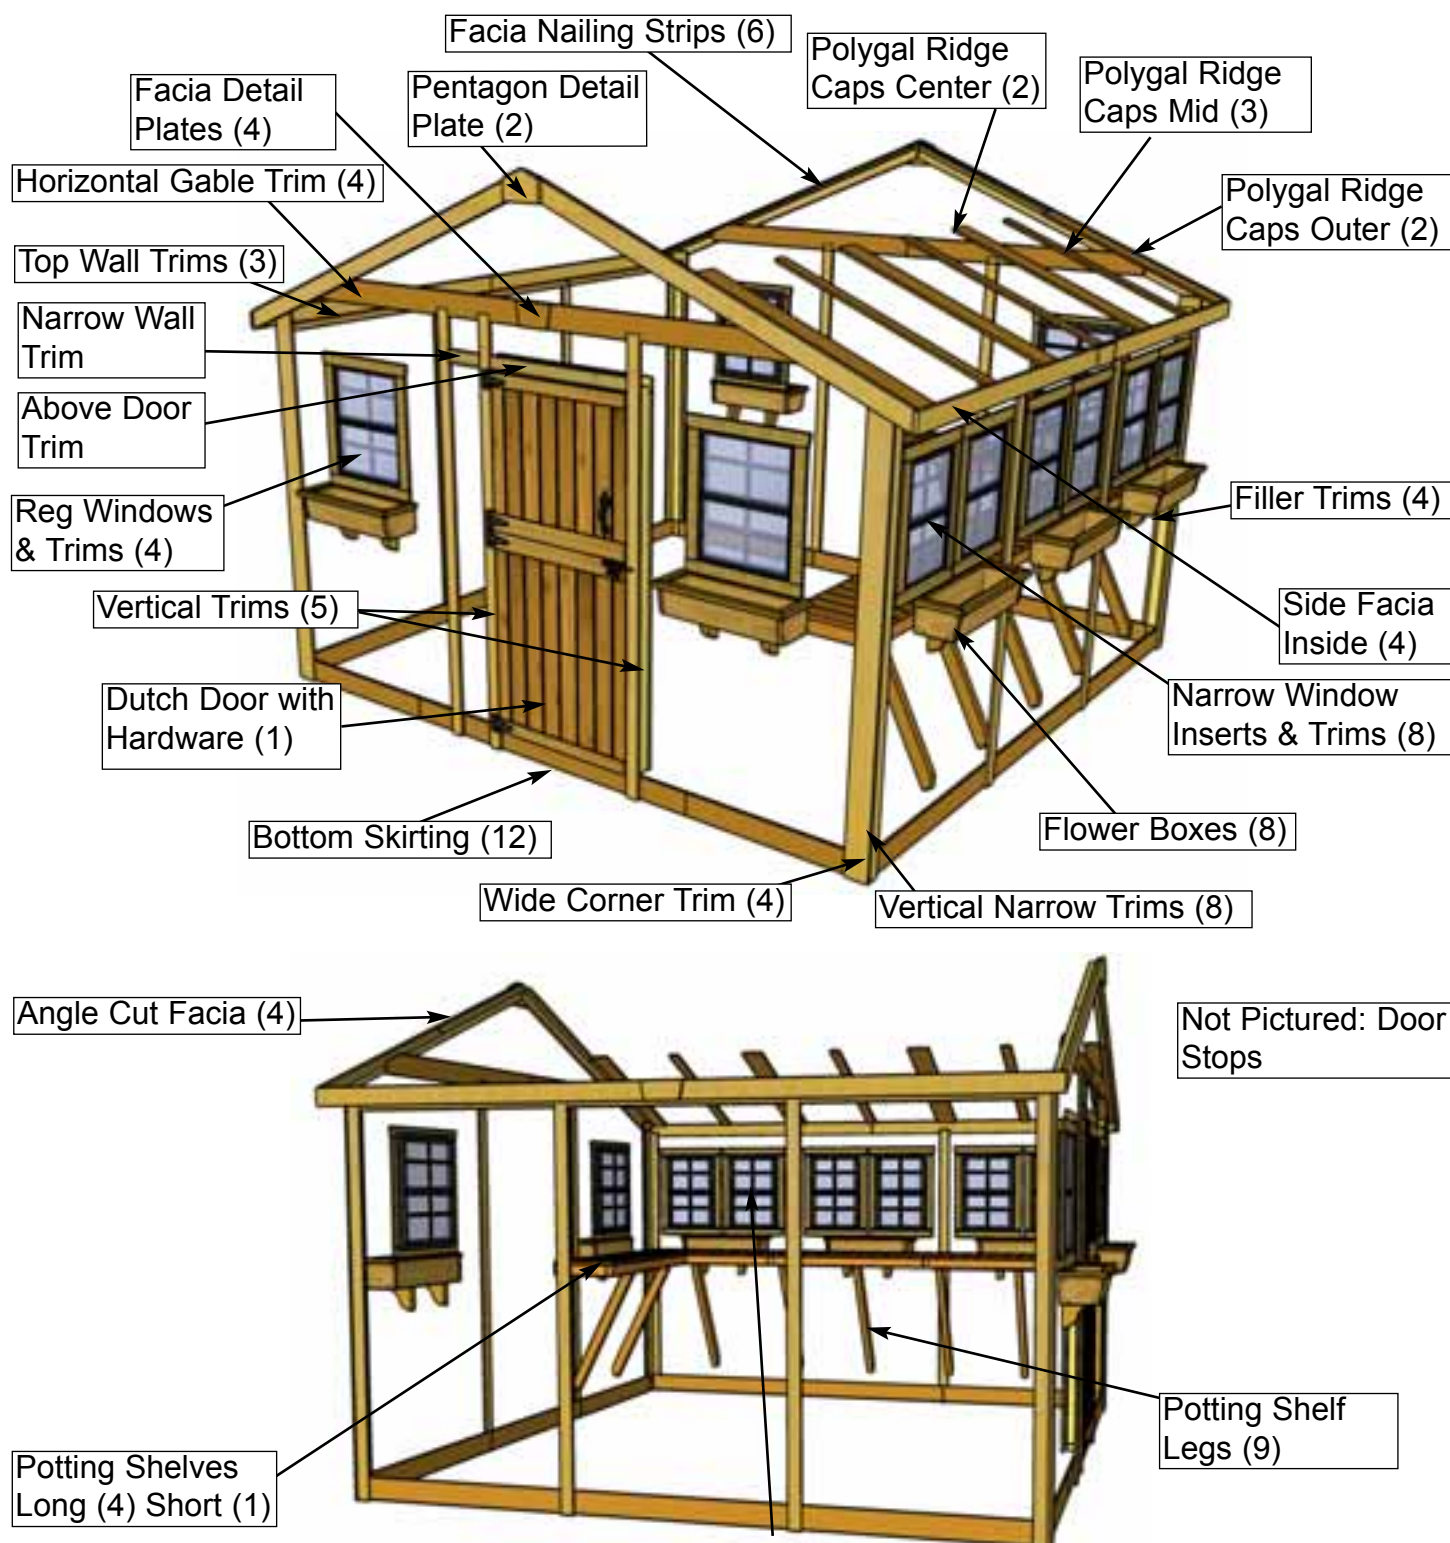 Facia Nailing Strips (6)
Polygal Ridge
Caps Center (2)
Polygal Ridge
Caps Mid (3)
Facia Detail
Plates (4)
Pentagon Detail
Plate (2)
Horizontal Gable Trim (4)
Polygal Ridge
Caps Outer (2)
Top Wall Trims (3)
Narrow Wall
Trim
Above Door
Trim
Reg Windows
& Trims (4)
Filler Trims (4)
Vertical Trims (5)
Side Facia
Inside (4)
Dutch Door with
Hardware (1)
Narrow Window
Inserts & Trims (8)
Bottom Skirting (12)
Flower Boxes (8)
Wide Corner Trim (4)
Vertical Narrow Trims (8)
Angle Cut Facia (4)
Not Pictured: Door
Stops
Potting Shelf
Legs (9)
Potting Shelves
Long (4) Short (1)